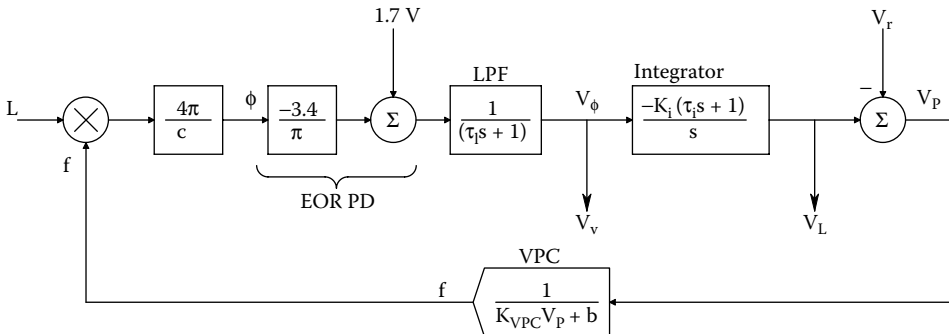 1.7 V
V_r
LPF
Integrator
L
4π
c
ϕ
−3.4
π
Σ
1
(τ_l s + 1)
V_ϕ
−K_i (τ_i s + 1)
s
−
Σ
V_P
f
EOR PD
V_v
V_L
VPC
f
1
K_VPC V_P + b